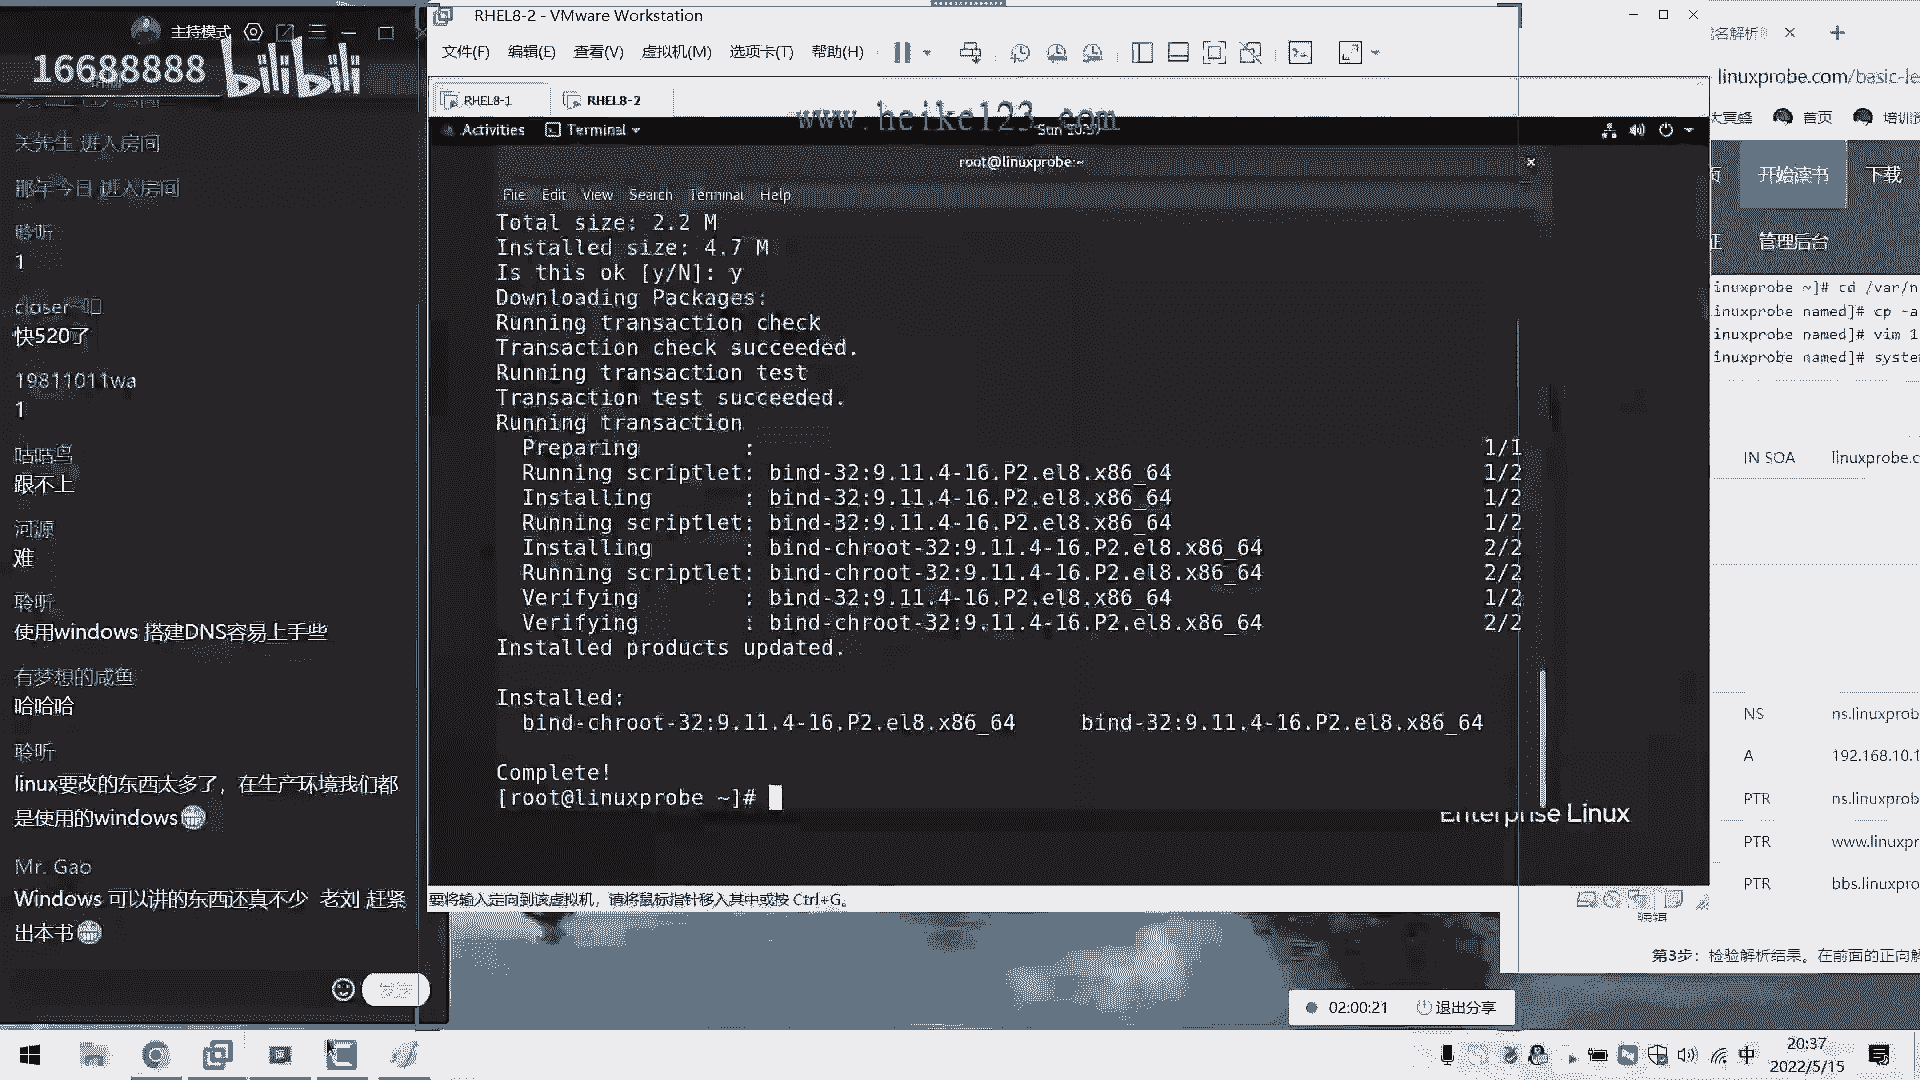 主持模式
16688888
bilibili
关先生 进入房间
那年今日 进入房间
聆听
1
closer~吅
快520了
19811011wa
1
咕咕鸟
跟不上
河源
难
聆听
使用windows 搭建DNS容易上手些
有梦想的咸鱼
哈哈哈
聆听
linux要改的东西太多了，在生产环境我们都
是使用的windows
Mr. Gao
Windows 可以讲的东西还真不少 老刘 赶紧
出本书
RHEL8-2 - VMware Workstation
文件(F) 编辑(E) 查看(V) 虚拟机(M) 选项卡(T) 帮助(H)
RHEL8-1
RHEL8-2
www.heike123.com
Activities
Terminal
Sun
root@linuxprobe:~
File Edit View Search Terminal Help
Total size: 2.2 M
Installed size: 4.7 M
Is this ok [y/N]: y
Downloading Packages:
Running transaction check
Transaction check succeeded.
Running transaction test
Transaction test succeeded.
Running transaction
Preparing : 1/1
Running scriptlet: bind-32:9.11.4-16.P2.el8.x86_64 1/2
Installing : bind-32:9.11.4-16.P2.el8.x86_64 1/2
Running scriptlet: bind-32:9.11.4-16.P2.el8.x86_64 1/2
Installing : bind-chroot-32:9.11.4-16.P2.el8.x86_64 2/2
Running scriptlet: bind-chroot-32:9.11.4-16.P2.el8.x86_64 2/2
Verifying : bind-32:9.11.4-16.P2.el8.x86_64 1/2
Verifying : bind-chroot-32:9.11.4-16.P2.el8.x86_64 2/2
Installed products updated.
Installed:
bind-chroot-32:9.11.4-16.P2.el8.x86_64 bind-32:9.11.4-16.P2.el8.x86_64
Complete!
[root@linuxprobe ~]#
Enterprise Linux
要将输入定向到该虚拟机，请将鼠标指针移入其中或按 Ctrl+G。
名解析
linuxprobe.com/basic-le
首页
开始读书
下载
管理后台
inuxprobe ~]# cd /var/n
inuxprobe named]# cp -a
inuxprobe named]# vim 1
inuxprobe named]# system
IN SOA linuxprobe.c
NS ns.linuxprob
A 192.168.10.1
PTR ns.linuxprob
PTR www.linuxpr
PTR bbs.linuxpro
编辑
第3步：检验解析结果。在前面的正向解
02:00:21
退出分享
中
20:37
2022/5/15